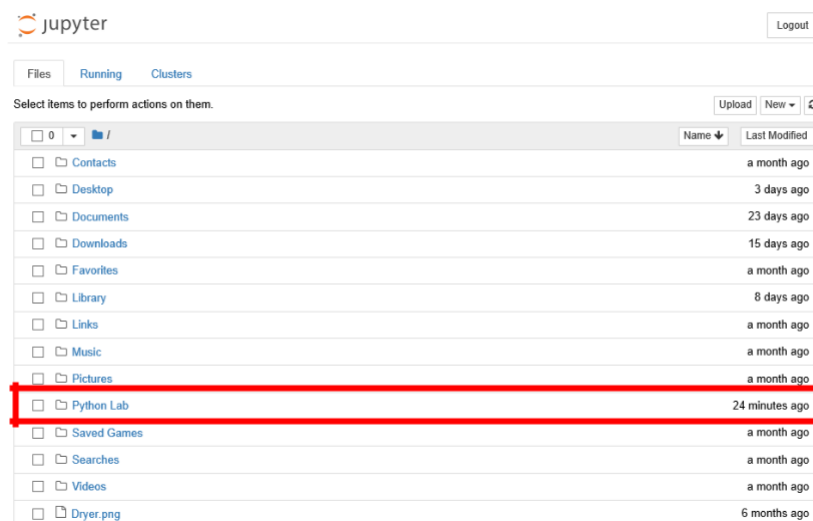 jupyter
Logout
Files Running Clusters
Select items to perform actions on them.
Upload New
0 / Name Last Modified
Contacts a month ago
Desktop 3 days ago
Documents 23 days ago
Downloads 15 days ago
Favorites a month ago
Library 8 days ago
Links a month ago
Music a month ago
Pictures a month ago
Python Lab 24 minutes ago
Saved Games a month ago
Searches a month ago
Videos a month ago
Dryer.png 6 months ago